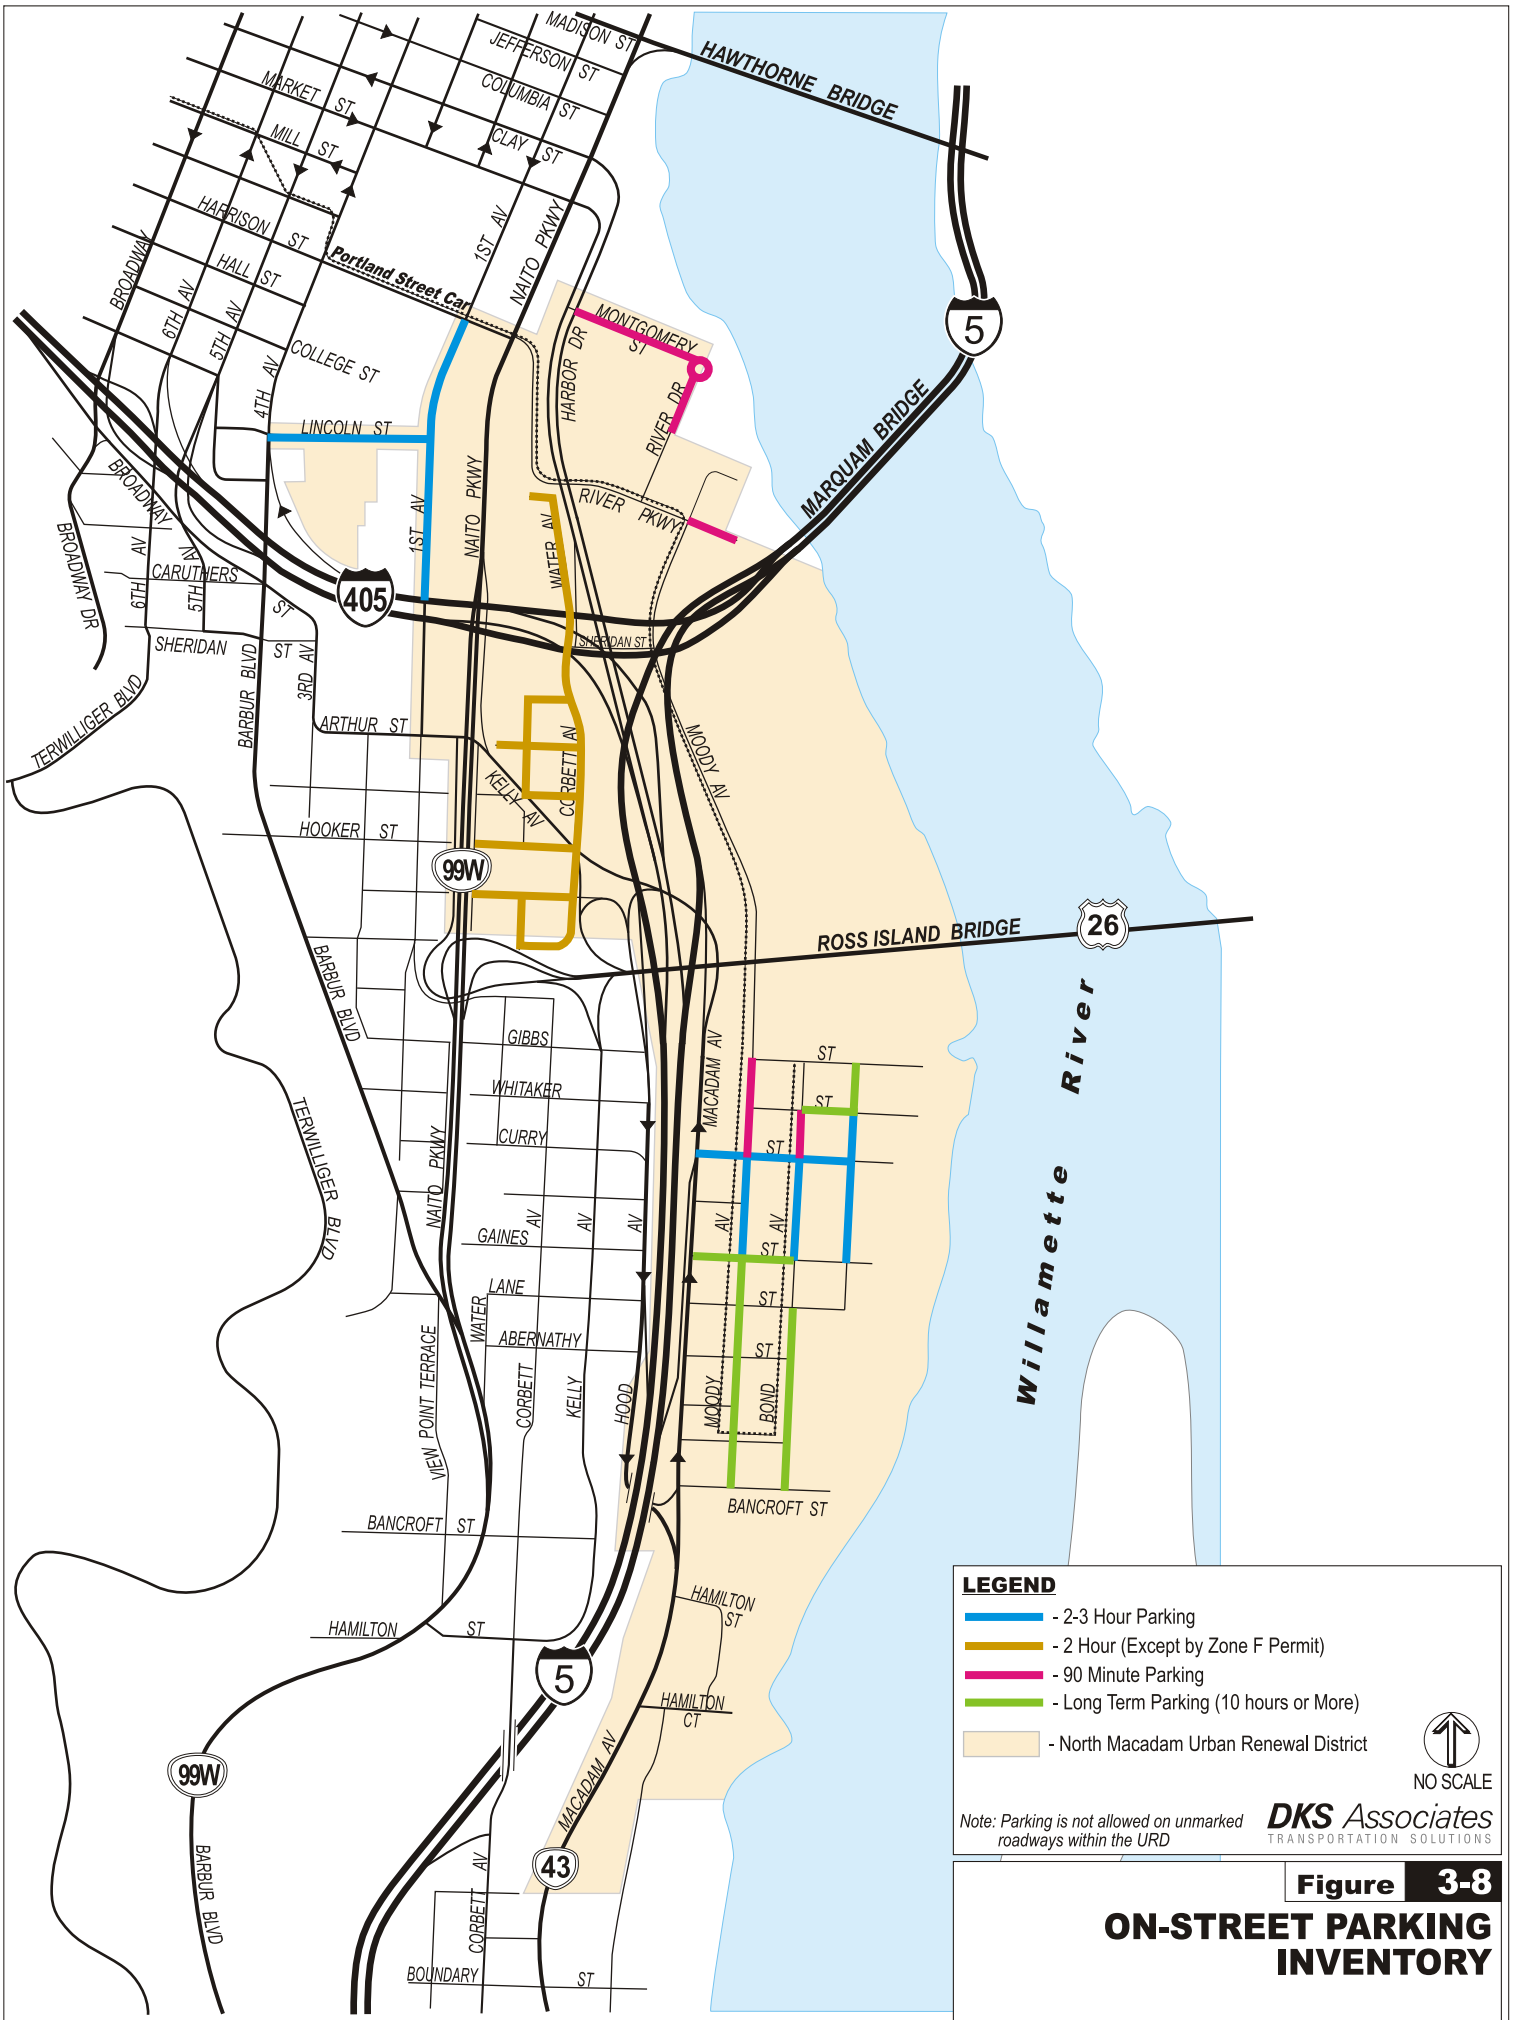 MADISON ST
JEFFERSON ST
COLUMBIA ST
CLAY ST
MARKET ST
MILL ST
HARRISON ST
HALL ST
COLLEGE ST
LINCOLN ST
HAWTHORNE BRIDGE
5
BROADWAY
6TH AV
5TH AV
4TH AV
1ST AV
NAITO PKWY
Portland Street Car
HARBOR DR
MONTGOMERY
ST
RIVER DR
RIVER PKWY
MARQUAM BRIDGE
BROADWAY
BROADWAY DR
6TH AV
5TH AV
CARUTHERS
ST
SHERIDAN ST
405
1ST AV
NAITO PKWY
WATER AV
SHERIDAN ST
TERWILLIGER BLVD
BARBUR BLVD
3RD AV
ARTHUR ST
KELLY AV
CORBETT AV
MOODY AV
HOOKER ST
99W
ROSS ISLAND BRIDGE
26
Willamette River
BARBUR BLVD
TERWILLIGER BLVD
NAITO PKWY
GIBBS
ST
WHITAKER
ST
CURRY
ST
MACADAM AV
AV
AV
AV
AV
AV
GAINES
ST
LANE
ST
ABERNATHY
ST
VIEW POINT TERRACE
WATER
CORBETT
KELLY
HOOD
MOODY
BOND
BANCROFT ST
BANCROFT ST
HAMILTON ST
HAMILTON
ST
5
HAMILTON
CT
MACADAM AV
99W
BARBUR BLVD
43
CORBETT AV
BOUNDARY ST
LEGEND
- 2-3 Hour Parking
- 2 Hour (Except by Zone F Permit)
- 90 Minute Parking
- Long Term Parking (10 hours or More)
- North Macadam Urban Renewal District
NO SCALE
Note: Parking is not allowed on unmarked
roadways within the URD
DKS Associates
TRANSPORTATION SOLUTIONS
Figure 3-8
ON-STREET PARKING
INVENTORY